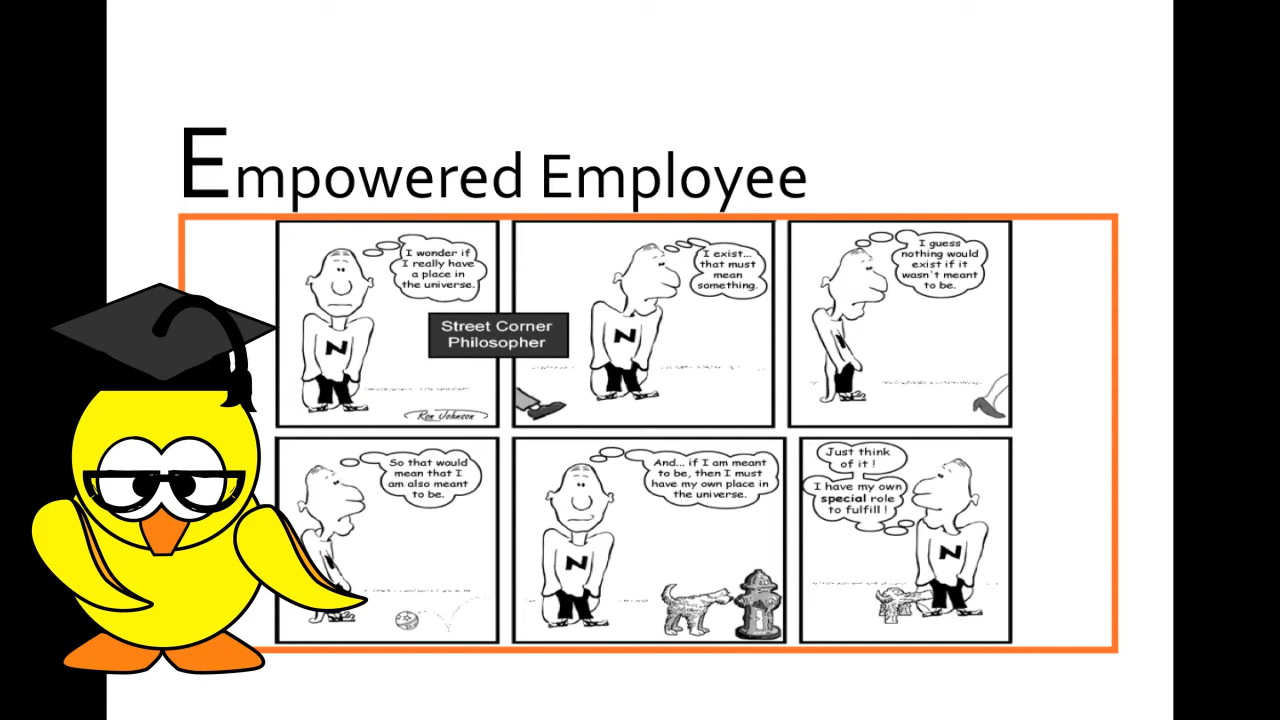 Empowered Employee
I wonder if
I really have
a place in
the universe.
Street Corner
Philosopher
Ron Johnson
N
I exist...
that must
mean
something.
I guess
nothing would
exist if it
wasn't meant
to be.
So that would
mean that I
am also meant
to be.
And... if I am meant
to be, then I must
have my own place in
the universe.
N
Just think
of it !
I have my own
special role
to fulfill !
N